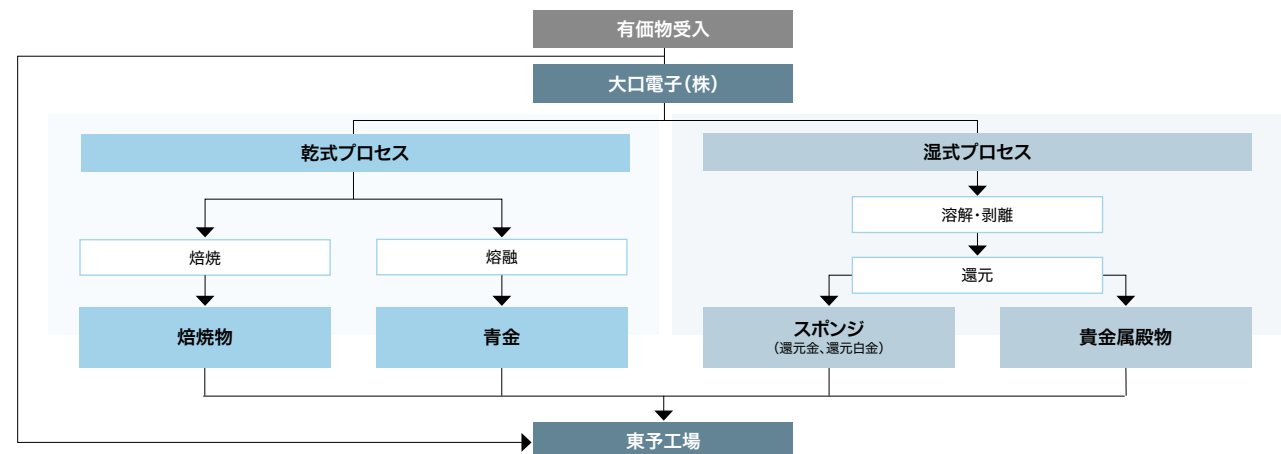 有価物受入
大口電子(株)
乾式プロセス
湿式プロセス
溶解・剥離
焙焼
熔融
還元
焙焼物
青金
スポンジ
(還元金、還元白金)
貴金属殿物
東予工場